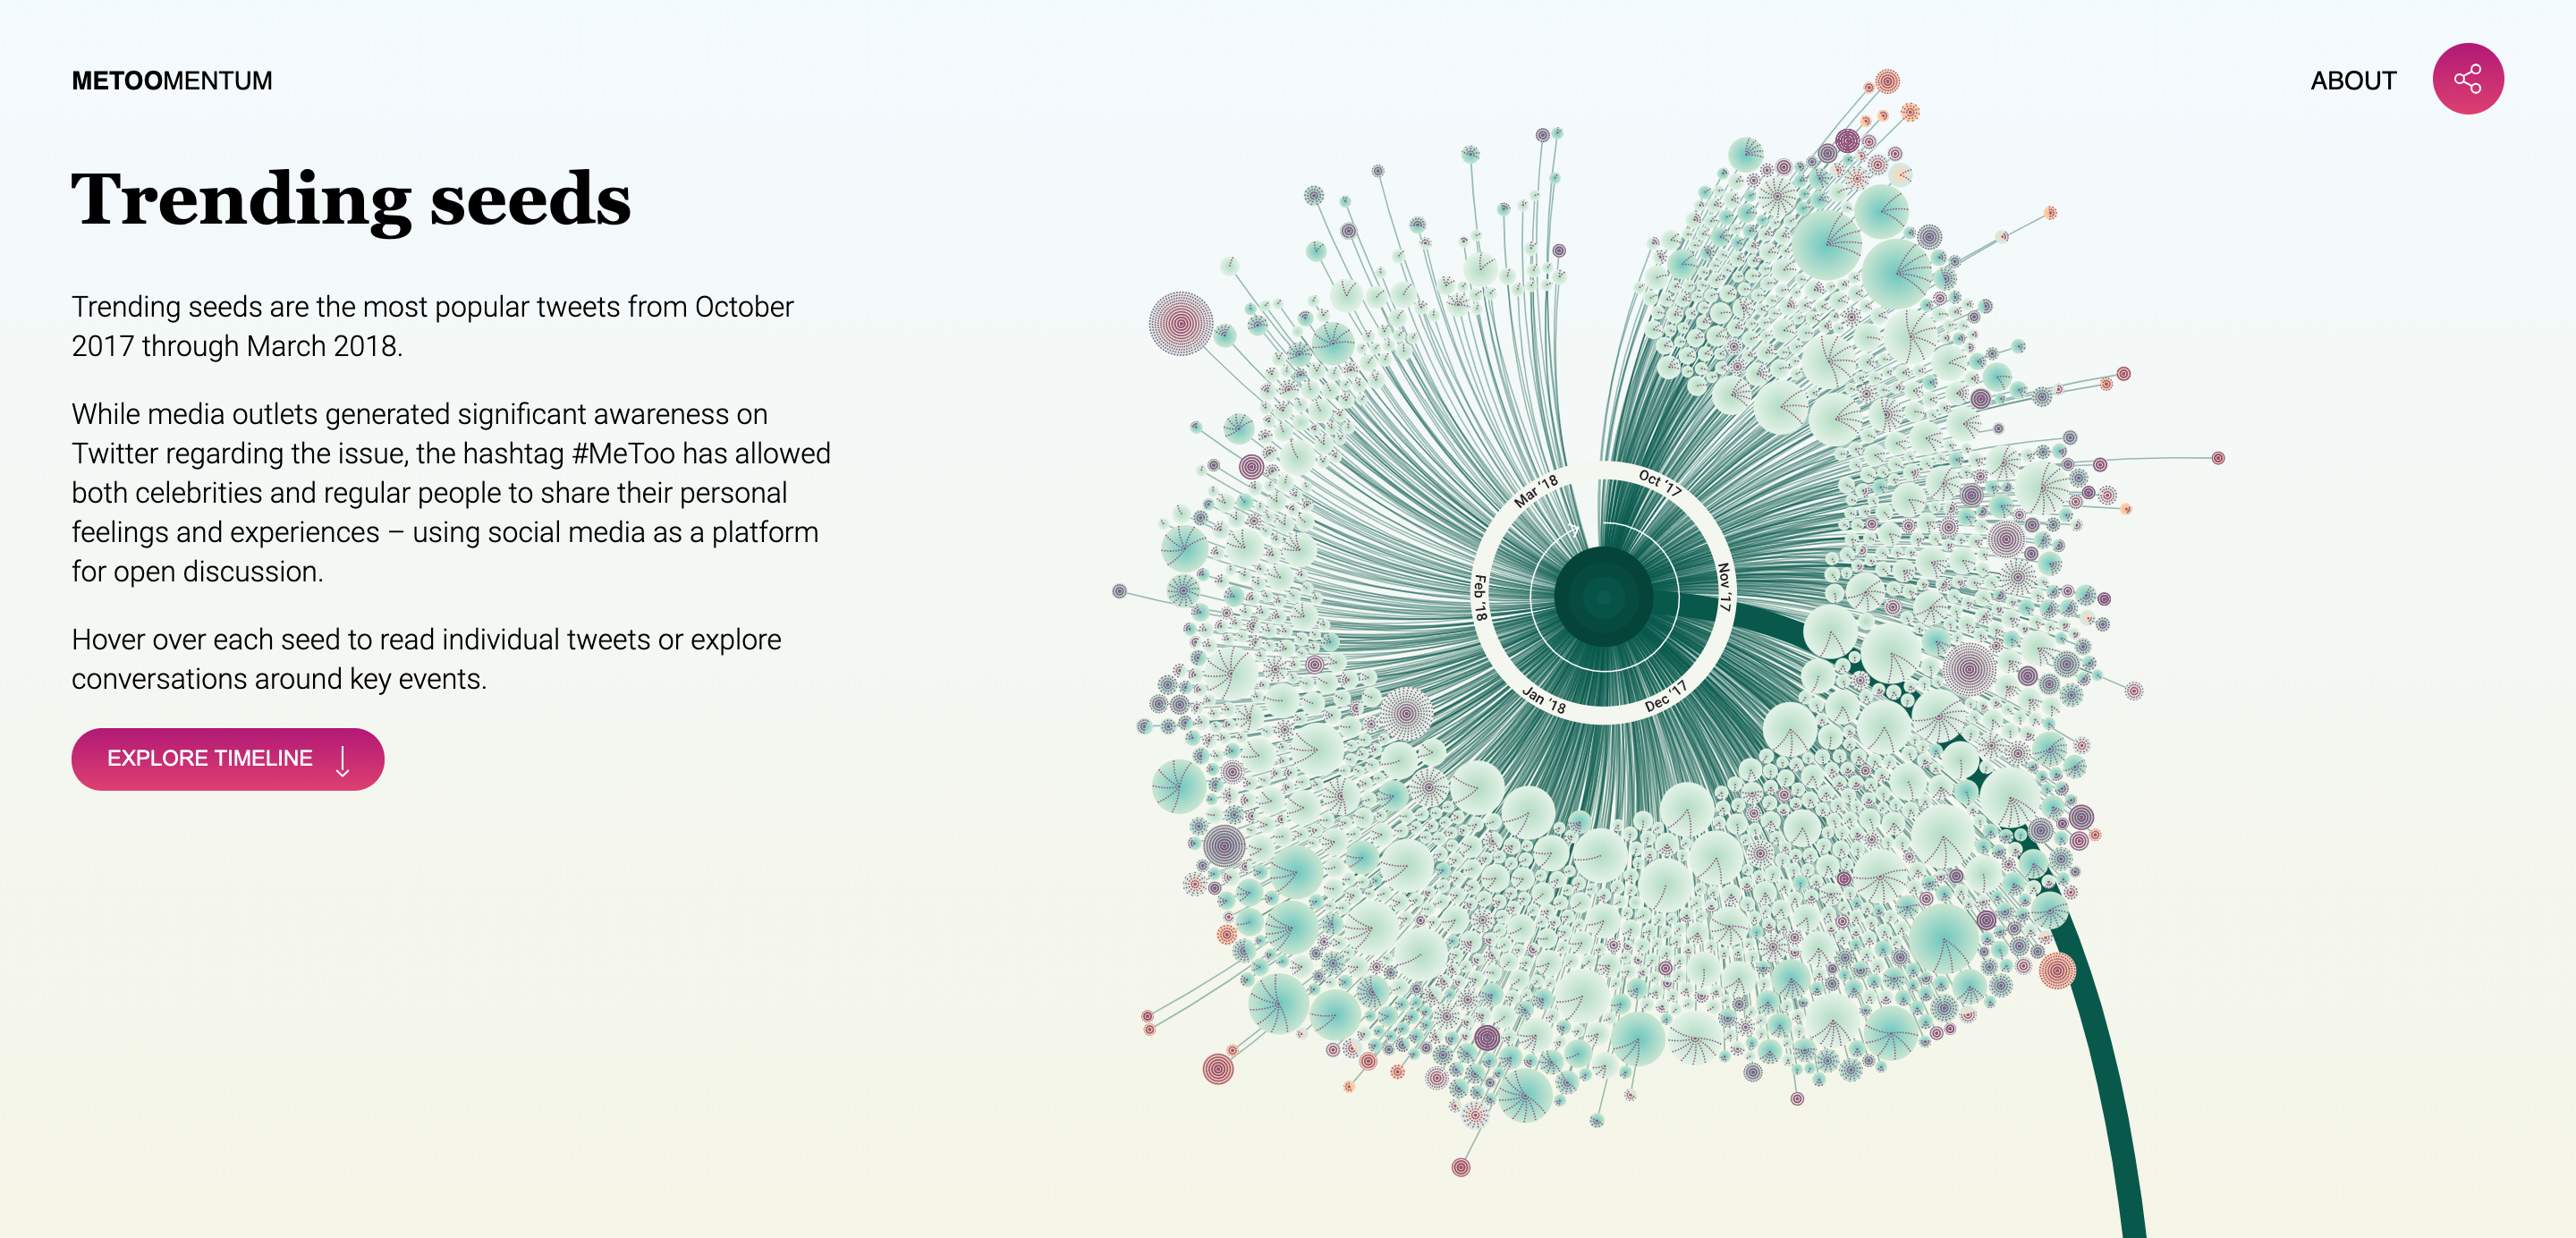 METOOMENTUM
ABOUT
Trending seeds
Trending seeds are the most popular tweets from October
2017 through March 2018.
While media outlets generated significant awareness on
Twitter regarding the issue, the hashtag #MeToo has allowed
both celebrities and regular people to share their personal
feelings and experiences – using social media as a platform
for open discussion.
Hover over each seed to read individual tweets or explore
conversations around key events.
EXPLORE TIMELINE
Oct ‘17
Nov ‘17
Dec ‘17
Jan ‘18
Feb ‘18
Mar ‘18